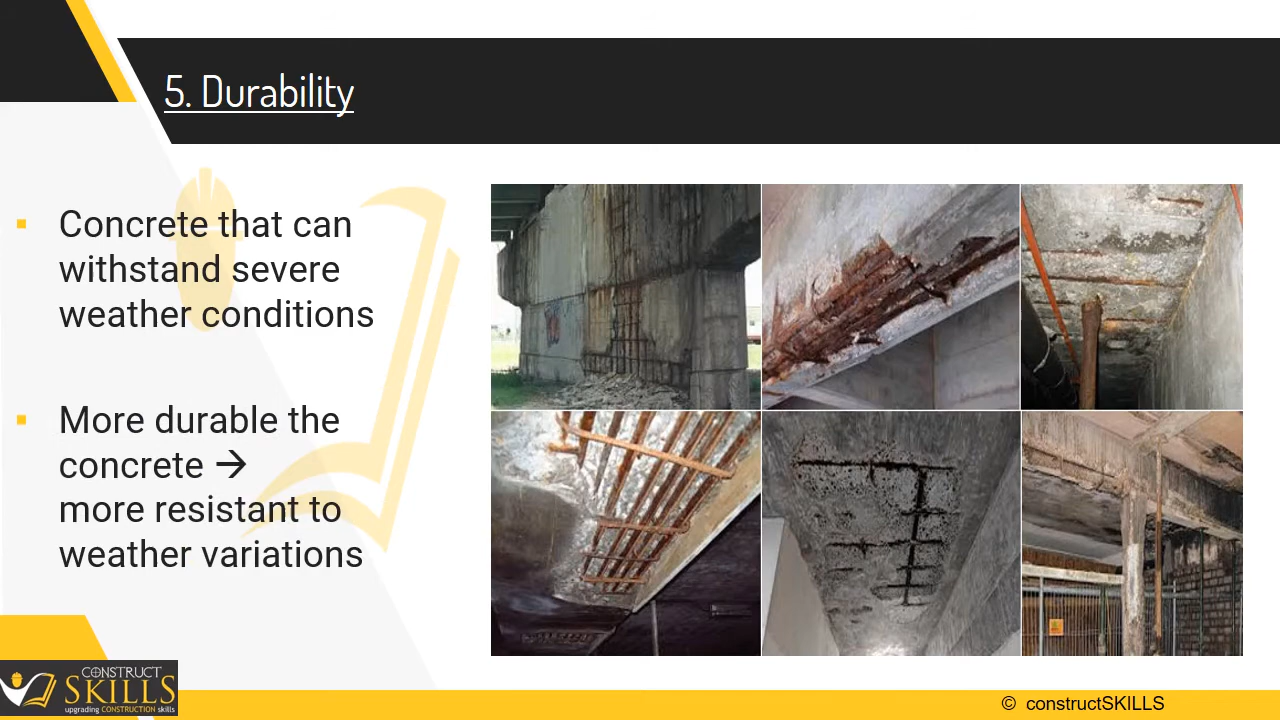 5. Durability
▪ Concrete that can
withstand severe
weather conditions
▪ More durable the
concrete →
more resistant to
weather variations
CONSTRUCT
SKILLS
upgrading CONSTRUCTION skills
© constructSKILLS